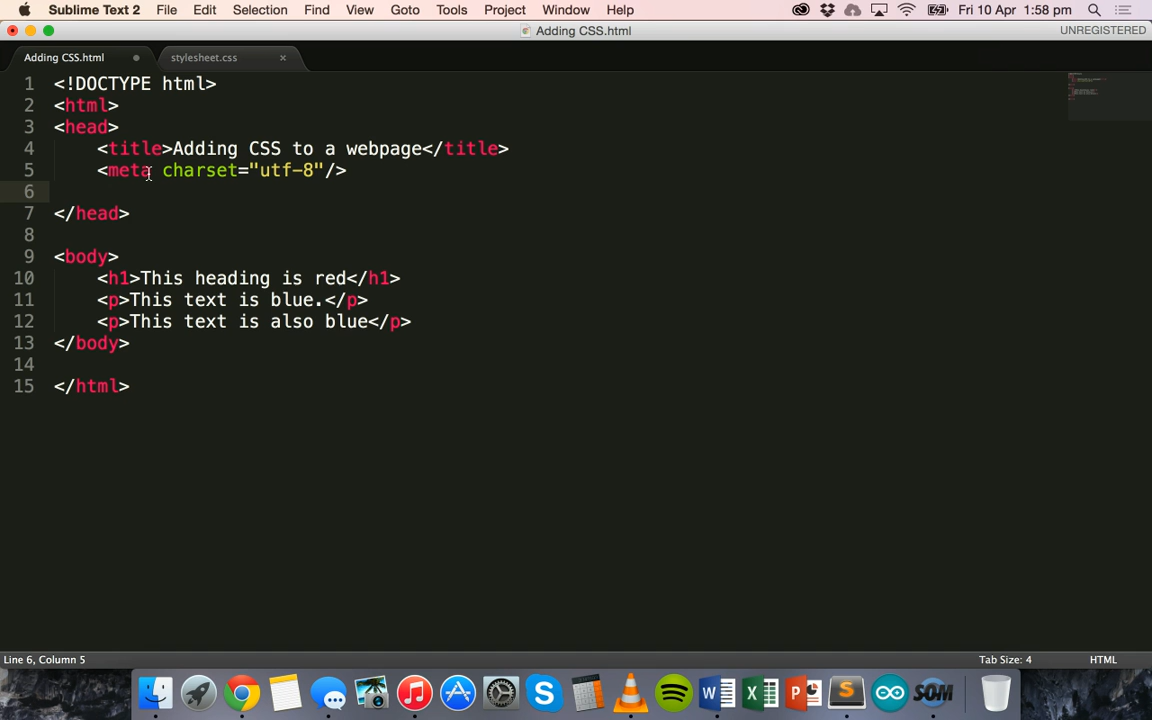 Sublime Text 2 File Edit Selection Find View Goto Tools Project Window Help Fri 10 Apr 1:58 pm
Adding CSS.html UNREGISTERED
Adding CSS.html stylesheet.css
1 <!DOCTYPE html>
2 <html>
3 <head>
4 <title>Adding CSS to a webpage</title>
5 <meta charset="utf-8"/>
6
7 </head>
8
9 <body>
10 <h1>This heading is red</h1>
11 <p>This text is blue.</p>
12 <p>This text is also blue</p>
13 </body>
14
15 </html>
Line 6, Column 5 Tab Size: 4 HTML
SOM